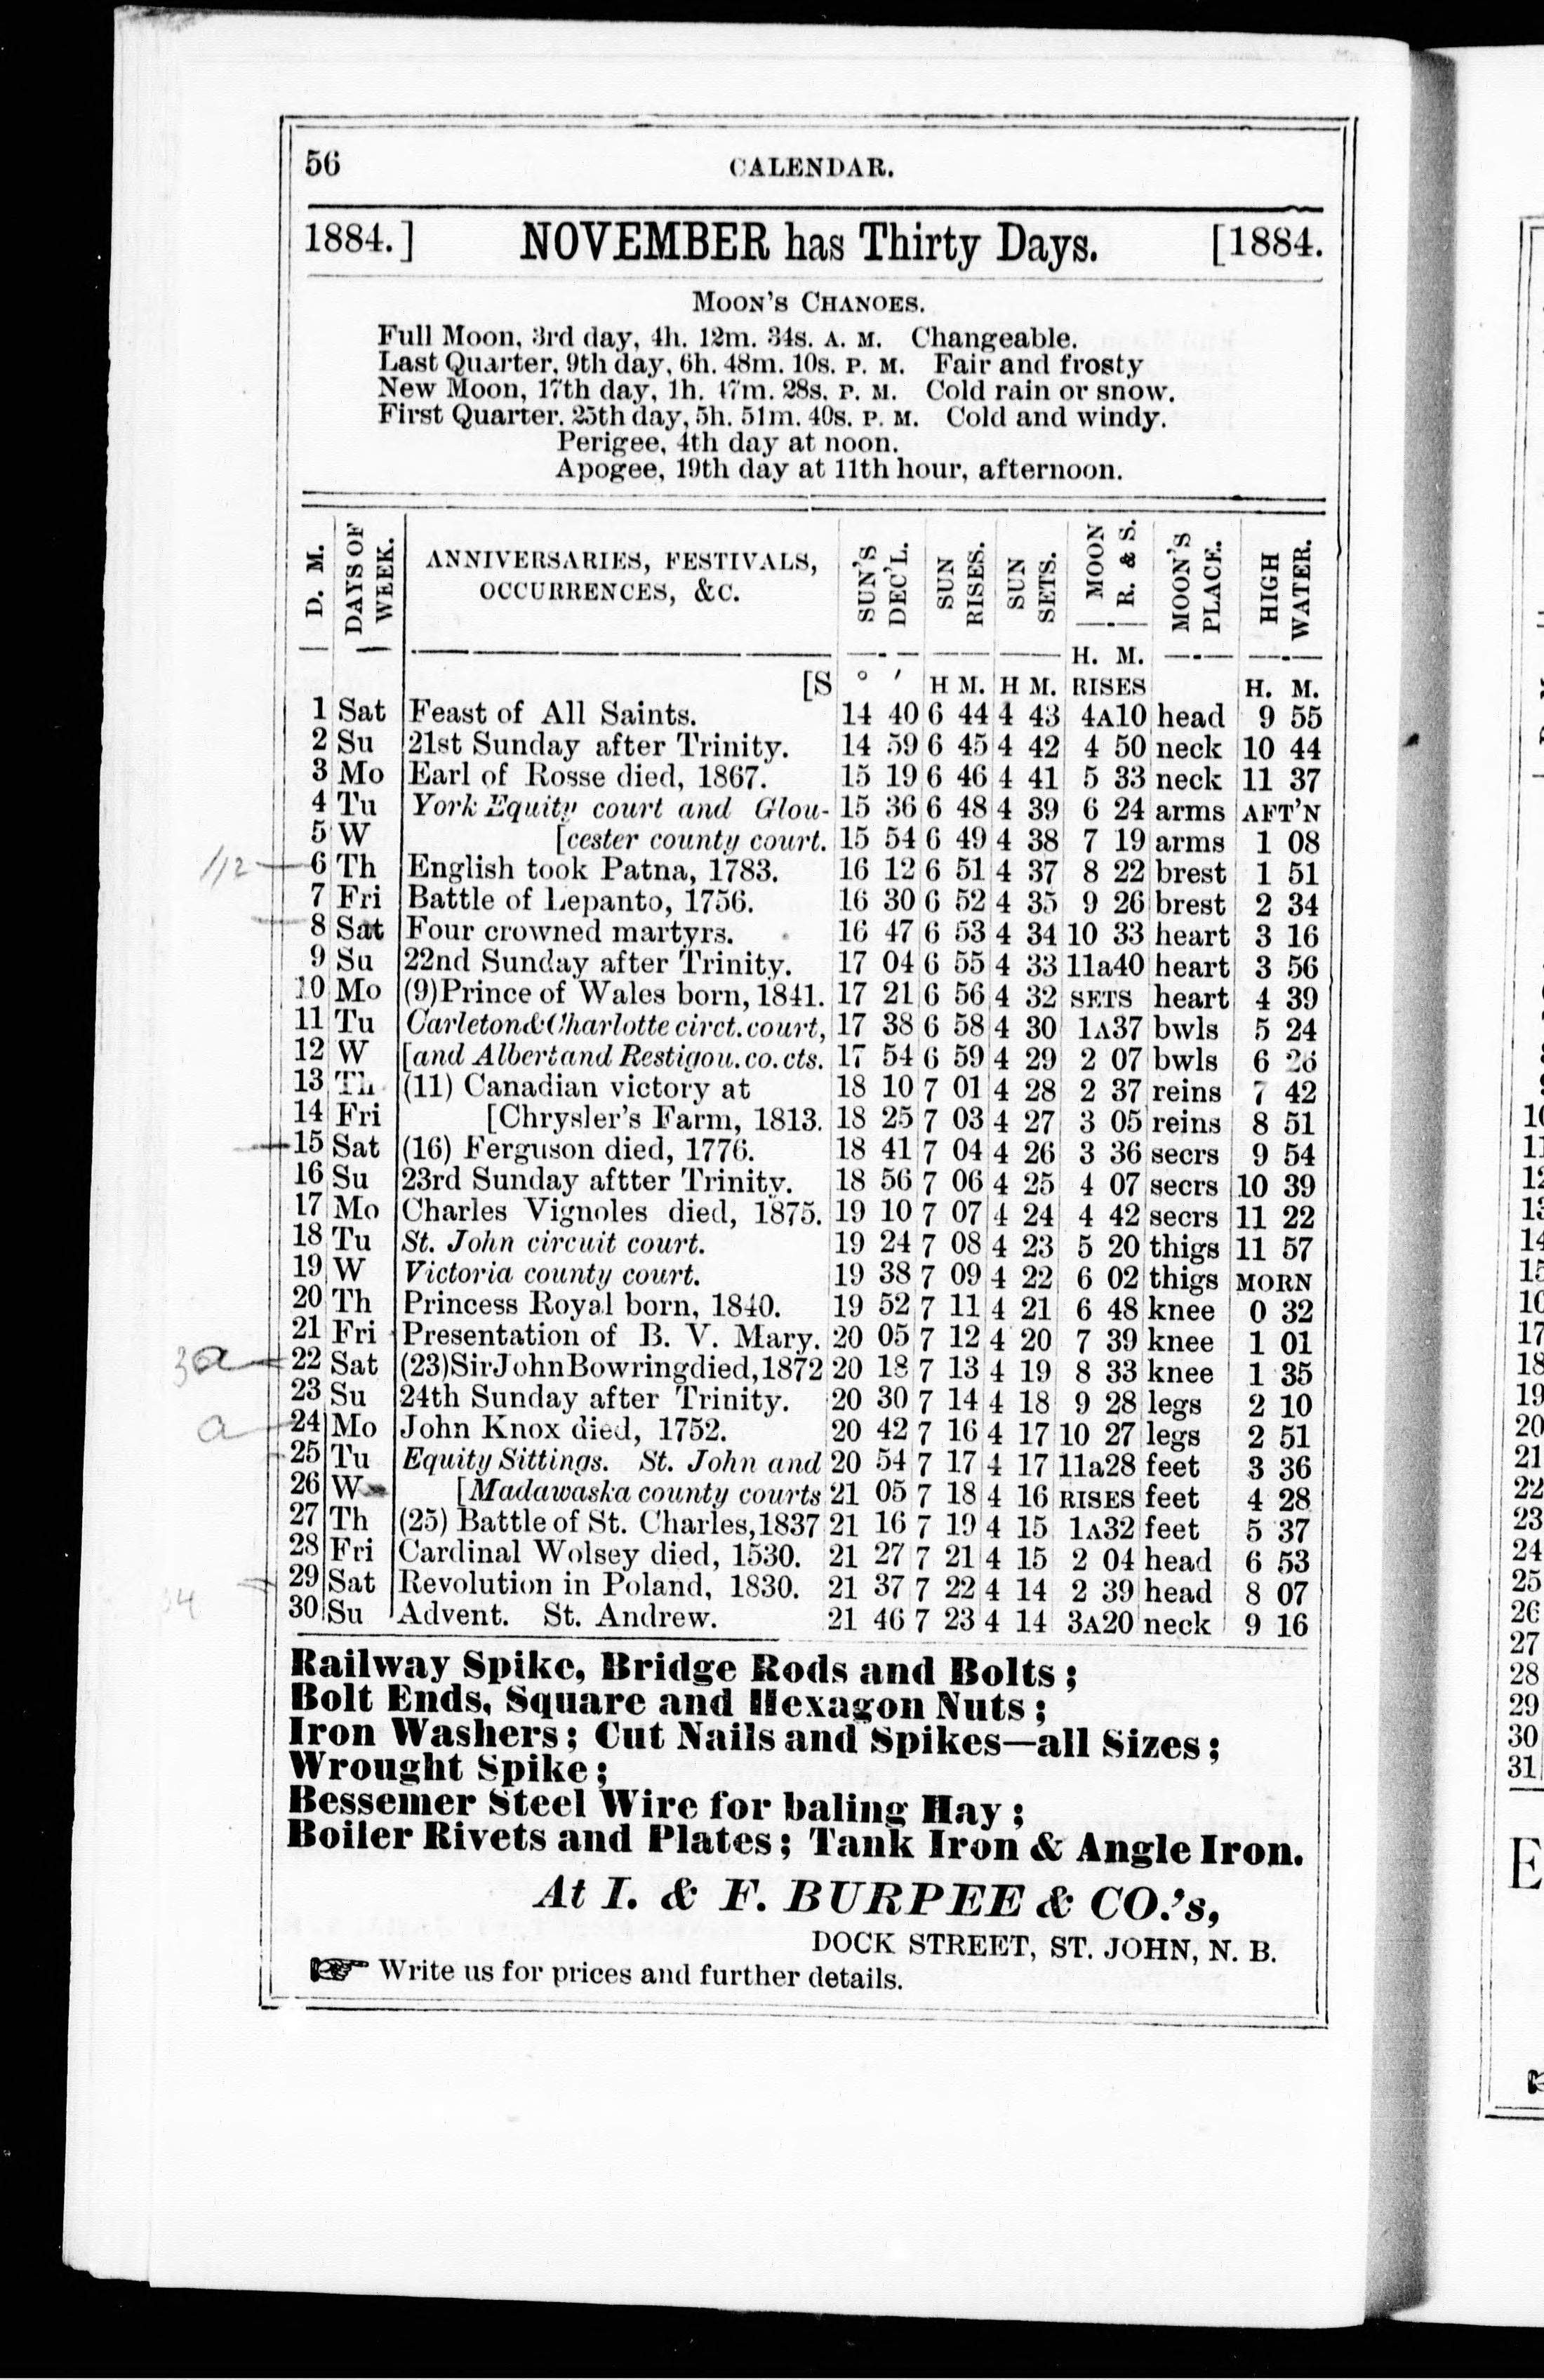 56 CALENDAR.
1884.] NOVEMBER has Thirty Days. [1884.
MOON'S CHANOES.
Full Moon, 3rd day, 4h. 12m. 34s. A. M. Changeable.
Last Quarter, 9th day, 6h. 48m. 10s. P. M. Fair and frosty
New Moon, 17th day, 1h. 47m. 28s. P. M. Cold rain or snow.
First Quarter. 25th day, 5h. 51m. 40s. P. M. Cold and windy.
Perigee, 4th day at noon.
Apogee, 19th day at 11th hour, afternoon.
D. M. DAYS OF WEEK. ANNIVERSARIES, FESTIVALS, OCCURRENCES, &C. SUN'S DEC'L. SUN RISES. SUN SETS. MOON R. & S. MOON'S PLACE. HIGH WATER.
H. M.
[S ° ′ H M. H M. RISES H. M.
1 Sat Feast of All Saints. 14 40 6 44 4 43 4A10 head 9 55
2 Su 21st Sunday after Trinity. 14 59 6 45 4 42 4 50 neck 10 44
3 Mo Earl of Rosse died, 1867. 15 19 6 46 4 41 5 33 neck 11 37
4 Tu York Equity court and Glou- 15 36 6 48 4 39 6 24 arms AFT'N
5 W [cester county court. 15 54 6 49 4 38 7 19 arms 1 08
112 6 Th English took Patna, 1783. 16 12 6 51 4 37 8 22 brest 1 51
7 Fri Battle of Lepanto, 1756. 16 30 6 52 4 35 9 26 brest 2 34
8 Sat Four crowned martyrs. 16 47 6 53 4 34 10 33 heart 3 16
9 Su 22nd Sunday after Trinity. 17 04 6 55 4 33 11a40 heart 3 56
10 Mo (9)Prince of Wales born, 1841. 17 21 6 56 4 32 SETS heart 4 39
11 Tu Carleton&Charlotte circt. court, 17 38 6 58 4 30 1A37 bwls 5 24
12 W [and Albert and Restigou. co. cts. 17 54 6 59 4 29 2 07 bwls 6 26
13 Th (11) Canadian victory at 18 10 7 01 4 28 2 37 reins 7 42
14 Fri [Chrysler's Farm, 1813. 18 25 7 03 4 27 3 05 reins 8 51
15 Sat (16) Ferguson died, 1776. 18 41 7 04 4 26 3 36 secrs 9 54
16 Su 23rd Sunday aftter Trinity. 18 56 7 06 4 25 4 07 secrs 10 39
17 Mo Charles Vignoles died, 1875. 19 10 7 07 4 24 4 42 secrs 11 22
18 Tu St. John circuit court. 19 24 7 08 4 23 5 20 thigs 11 57
19 W Victoria county court. 19 38 7 09 4 22 6 02 thigs MORN
20 Th Princess Royal born, 1840. 19 52 7 11 4 21 6 48 knee 0 32
21 Fri Presentation of B. V. Mary. 20 05 7 12 4 20 7 39 knee 1 01
22 Sat (23)SirJohnBowringdied,1872 20 18 7 13 4 19 8 33 knee 1 35
23 Su 24th Sunday after Trinity. 20 30 7 14 4 18 9 28 legs 2 10
a 24 Mo John Knox died, 1752. 20 42 7 16 4 17 10 27 legs 2 51
25 Tu Equity Sittings. St. John and 20 54 7 17 4 17 11a28 feet 3 36
26 W [Madawaska county courts 21 05 7 18 4 16 RISES feet 4 28
27 Th (25) Battle of St. Charles,1837 21 16 7 19 4 15 1A32 feet 5 37
28 Fri Cardinal Wolsey died, 1530. 21 27 7 21 4 15 2 04 head 6 53
29 Sat Revolution in Poland, 1830. 21 37 7 22 4 14 2 39 head 8 07
30 Su Advent. St. Andrew. 21 46 7 23 4 14 3A20 neck 9 16
Railway Spike, Bridge Rods and Bolts;
Bolt Ends, Square and Hexagon Nuts;
Iron Washers; Cut Nails and Spikes—all Sizes;
Wrought Spike;
Bessemer Steel Wire for baling Hay;
Boiler Rivets and Plates; Tank Iron & Angle Iron.
At I. & F. BURPEE & CO.'s,
DOCK STREET, ST. JOHN, N. B.
☞ Write us for prices and further details.